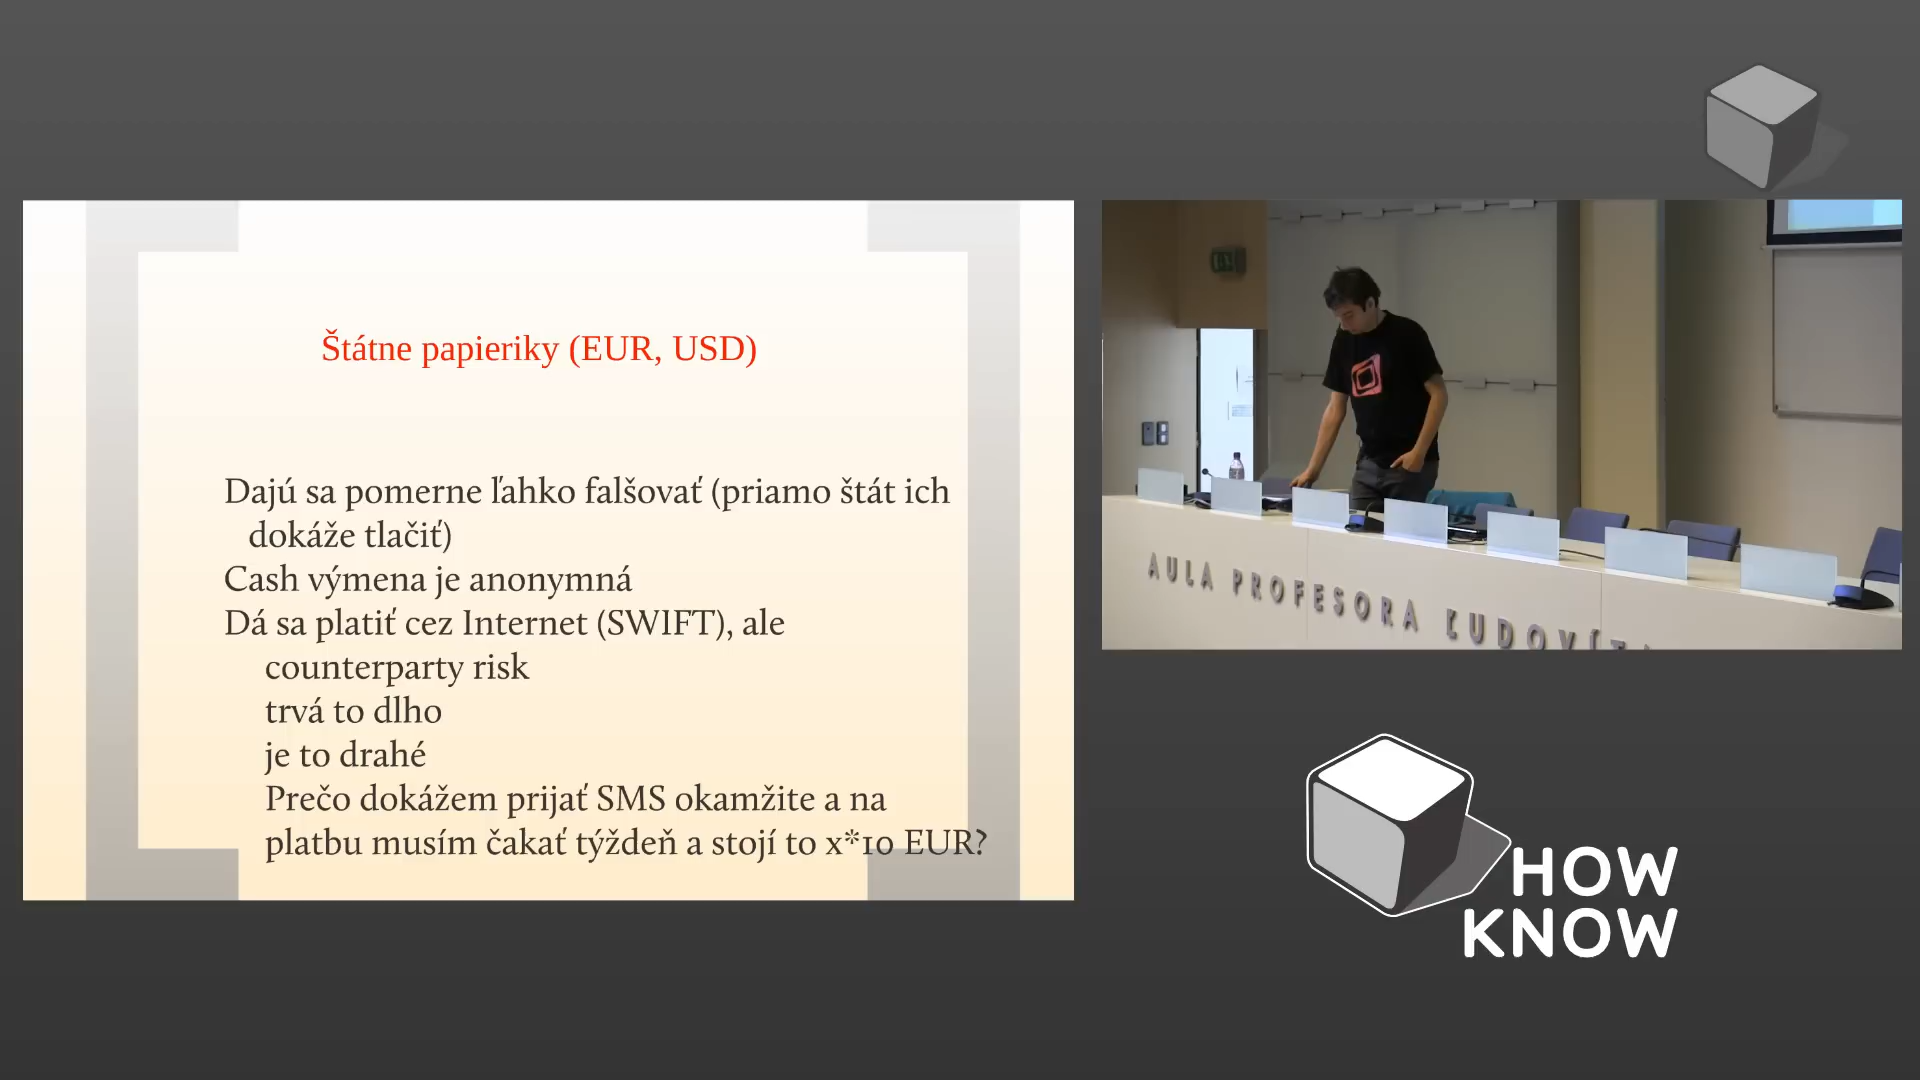 Štátne papieriky (EUR, USD)
Dajú sa pomerne ľahko falšovať (priamo štát ich
dokáže tlačiť)
Cash výmena je anonymná
Dá sa platiť cez Internet (SWIFT), ale
counterparty risk
trvá to dlho
je to drahé
Prečo dokážem prijať SMS okamžite a na
platbu musím čakať týždeň a stojí to x*10 EUR?
AULA PROFESORA ĽUDOVÍT
HOW
KNOW